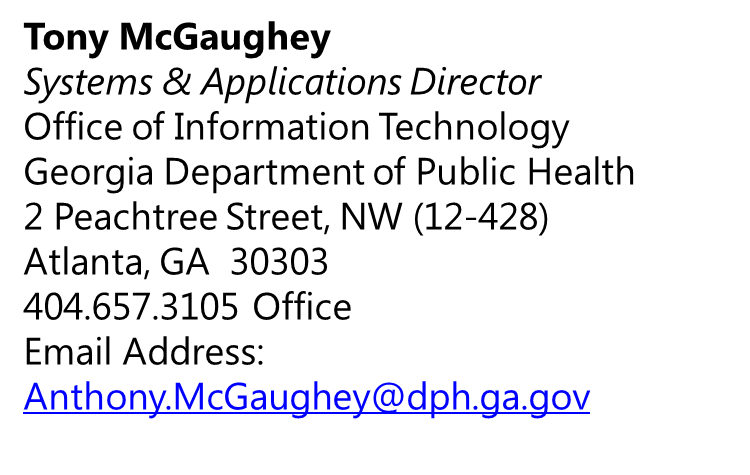 Tony McGaughey
Systems & Applications Director
Office of Information Technology
Georgia Department of Public Health
2 Peachtree Street, NW (12-428)
Atlanta, GA  30303
404.657.3105 Office
Email Address:
Anthony.McGaughey@dph.ga.gov